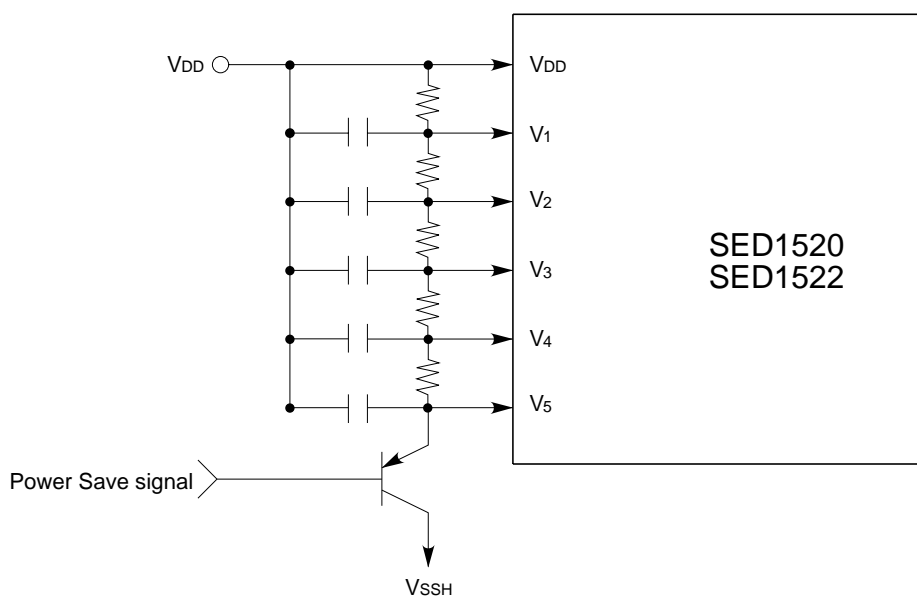 VDD
VDD
V1
V2
V3
V4
V5
SED1520
SED1522
Power Save signal
VSSH